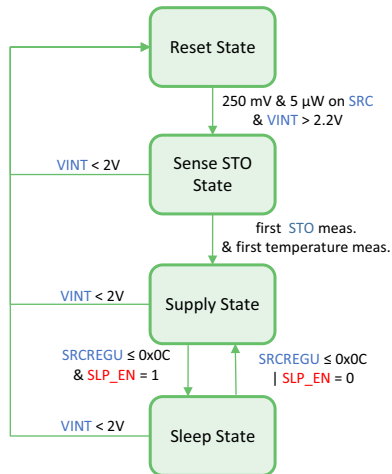 Reset State
250 mV & 5 µW on SRC
& VINT > 2.2V
VINT < 2V
Sense STO
State
first STO meas.
& first temperature meas.
VINT < 2V
Supply State
SRCREGU ≤ 0x0C
& SLP_EN = 1
SRCREGU ≤ 0x0C
| SLP_EN = 0
VINT < 2V
Sleep State